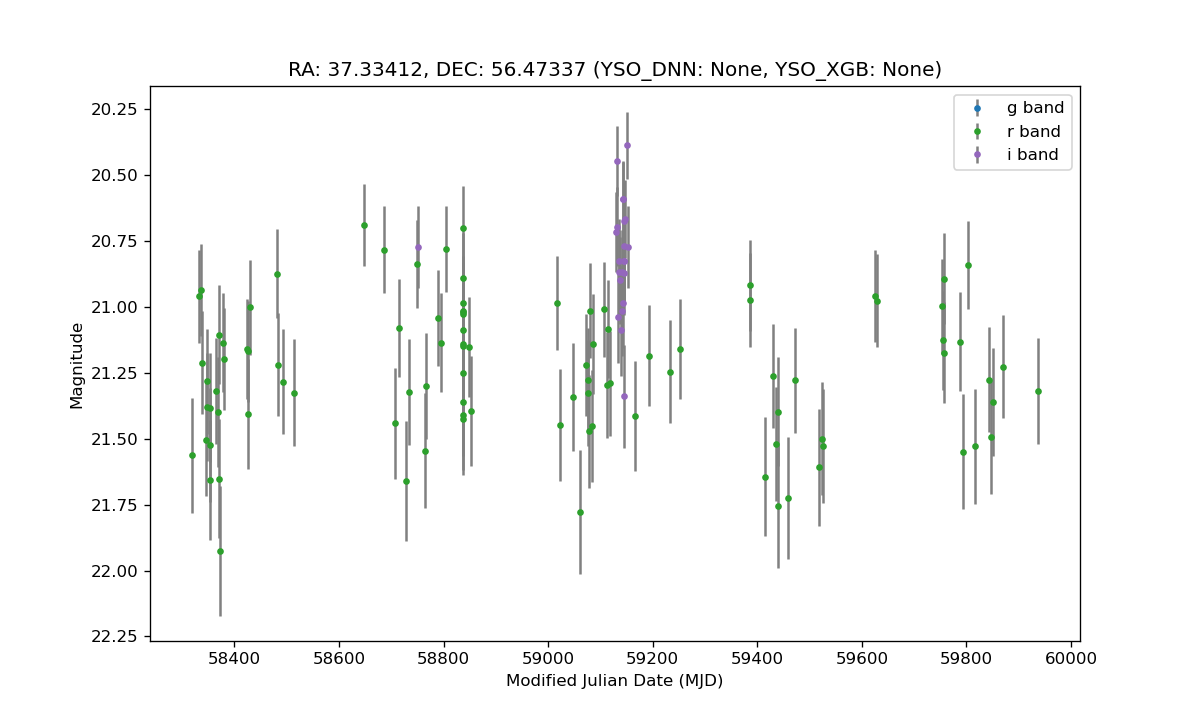 RA: 37.33412, DEC: 56.47337 (YSO_DNN: None, YSO_XGB: None)
g band
r band
i band
Magnitude
20.25
20.50
20.75
21.00
21.25
21.50
21.75
22.00
22.25
58400 58600 58800 59000 59200 59400 59600 59800 60000
Modified Julian Date (MJD)